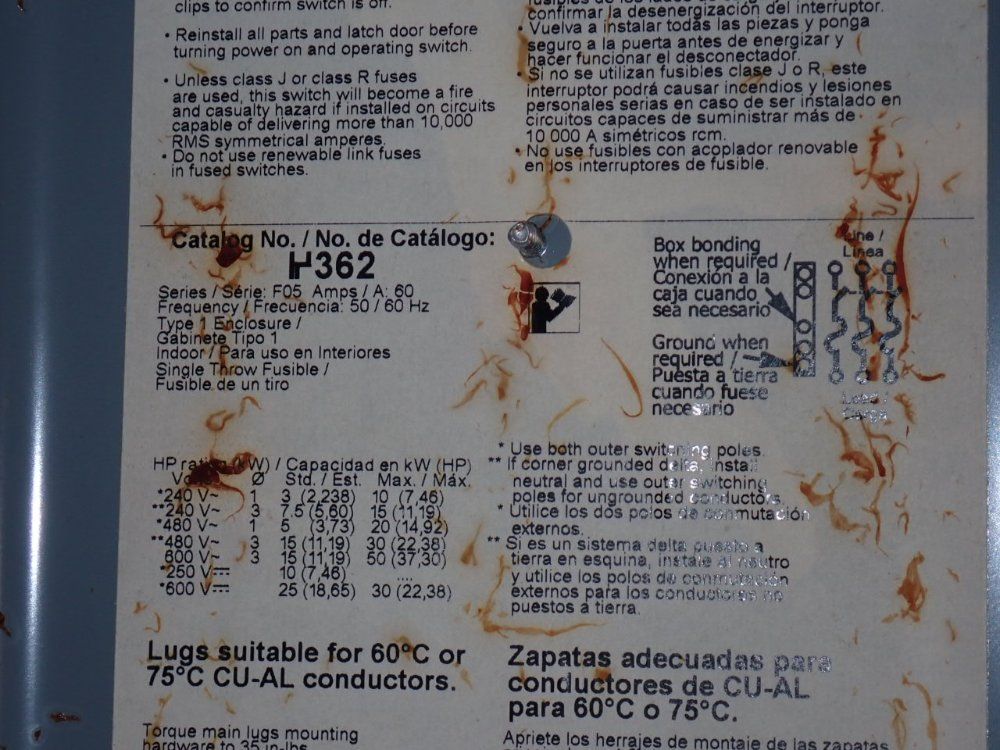 clips to confirm switch is off.
• Reinstall all parts and latch door before
turning power on and operating switch.
• Unless class J or class R fuses
are used, this switch will become a fire
and casualty hazard if installed on circuits
capable of delivering more than 10,000
RMS symmetrical amperes.
• Do not use renewable link fuses
in fused switches.
confirmar la desenergización del interruptor.
• Vuelva a instalar todas las piezas y ponga
seguro a la puerta antes de energizar y
hacer funcionar el desconectador.
• Si no se utilizan fusibles clase J o R, este
interruptor podrá causar incendios y lesiones
personales serias en caso de ser instalado en
circuitos capaces de suministrar más de
10 000 A simétricos rcm.
• No use fusibles con acoplador renovable
en los interruptores de fusible.
Catalog No. / No. de Catálogo:
H362
Series / Série: F05 Amps / A: 60
Frequency / Frecuencia: 50 / 60 Hz
Type 1 Enclosure /
Gabinete Tipo 1
Indoor / Para uso en Interiores
Single Throw Fusible /
Fusible de un tiro
Box bonding
when required /
Conexión a la
caja cuando
sea necesario
Ground when
required /
Puesta a tierra
cuando fuese
necesario
Line /
Línea
Load /
Carga
HP rating (kW) / Capacidad en kW (HP)
Ø Std. / Est. Max. / Máx.
*240 V~ 1 3 (2,238) 10 (7,46)
**240 V~ 3 7.5 (5,60) 15 (11,19)
*480 V~ 1 5 (3,73) 20 (14,92)
**480 V~ 3 15 (11,19) 30 (22,38)
600 V~ 3 15 (11,19) 50 (37,30)
*250 V⎓ 10 (7,46) ....
*600 V⎓ 25 (18,65) 30 (22,38)
* Use both outer switching poles.
** If corner grounded delta, install
neutral and use outer switching
poles for ungrounded conductors.
* Utilice los dos polos de conmutación
externos.
** Si es un sistema delta puesto a
tierra en esquina, instale al neutro
y utilice los polos de conmutación
externos para los conductores no
puestos a tierra.
Lugs suitable for 60°C or
75°C CU-AL conductors.
Zapatas adecuadas para
conductores de CU-AL
para 60°C o 75°C.
Torque main lugs mounting
hardware to 35 in-lbs
Apriete los herrajes de montaje de las zapatas